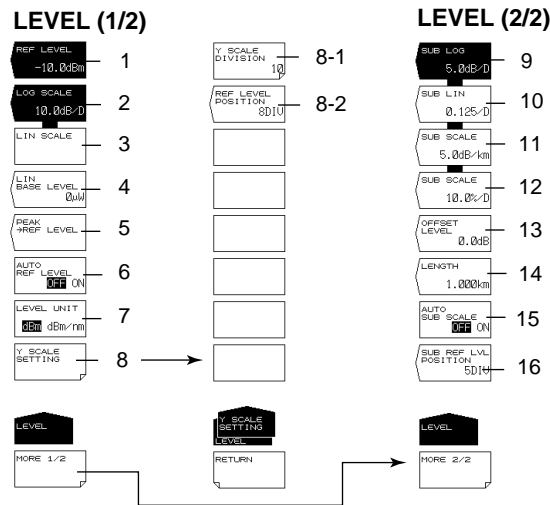 LEVEL (1/2)
REF LEVEL
-10.0dBm
1
LOG SCALE
10.0dB/D
2
LIN SCALE
3
LIN
BASE LEVEL
0µW
4
PEAK
→REF LEVEL
5
AUTO
REF LEVEL
OFF ON
6
LEVEL UNIT
dBm dBm/nm
7
Y SCALE
SETTING
8
LEVEL
MORE 1/2
Y SCALE
DIVISION
10
8-1
REF LEVEL
POSITION
8DIV
8-2
Y SCALE
SETTING
LEVEL
RETURN
LEVEL (2/2)
SUB LOG
5.0dB/D
9
SUB LIN
0.125/D
10
SUB SCALE
5.0dB/km
11
SUB SCALE
10.0%/D
12
OFFSET
LEVEL
0.0dB
13
LENGTH
1.000km
14
AUTO
SUB SCALE
OFF ON
15
SUB REF LVL
POSITION
5DIV
16
LEVEL
MORE 2/2